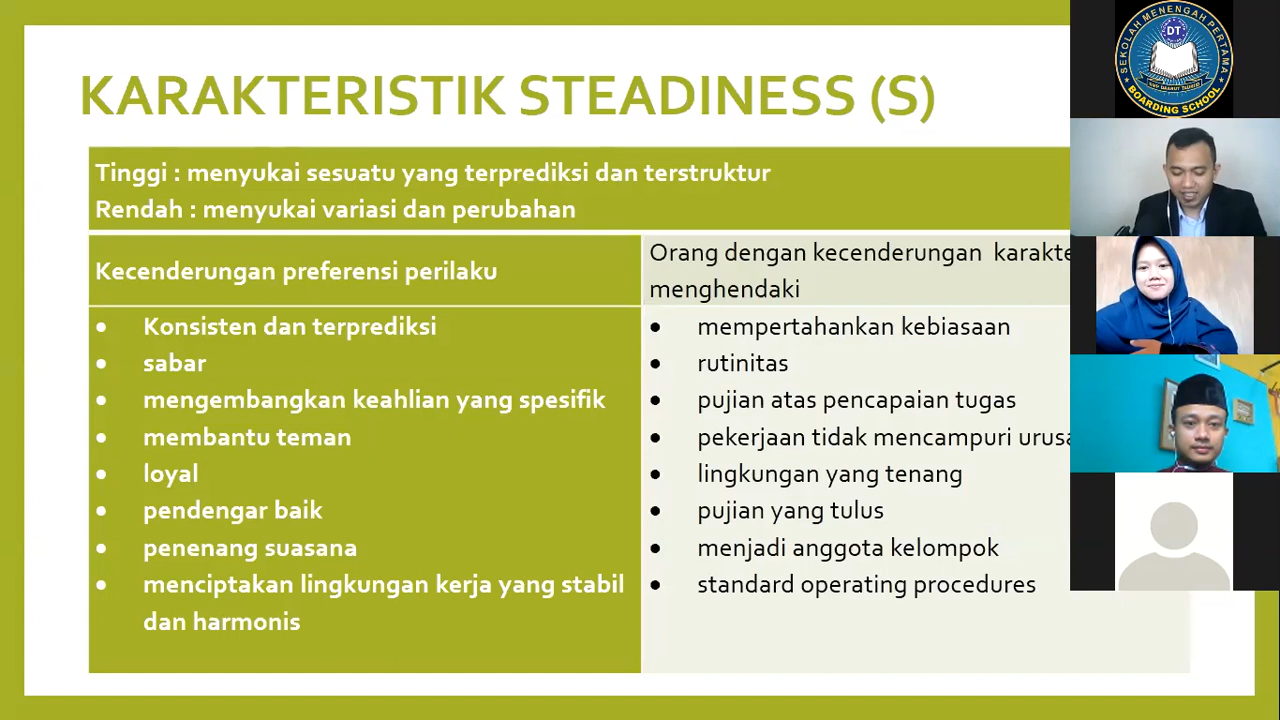 KARAKTERISTIK STEADINESS (S)
Tinggi : menyukai sesuatu yang terprediksi dan terstruktur
Rendah : menyukai variasi dan perubahan
Kecenderungan preferensi perilaku
Orang dengan kecenderungan karakte
menghendaki
• Konsisten dan terprediksi
• sabar
• mengembangkan keahlian yang spesifik
• membantu teman
• loyal
• pendengar baik
• penenang suasana
• menciptakan lingkungan kerja yang stabil
dan harmonis
• mempertahankan kebiasaan
• rutinitas
• pujian atas pencapaian tugas
• pekerjaan tidak mencampuri urusa
• lingkungan yang tenang
• pujian yang tulus
• menjadi anggota kelompok
• standard operating procedures
SEKOLAH MENENGAH PERTAMA
DT
BOARDING SCHOOL